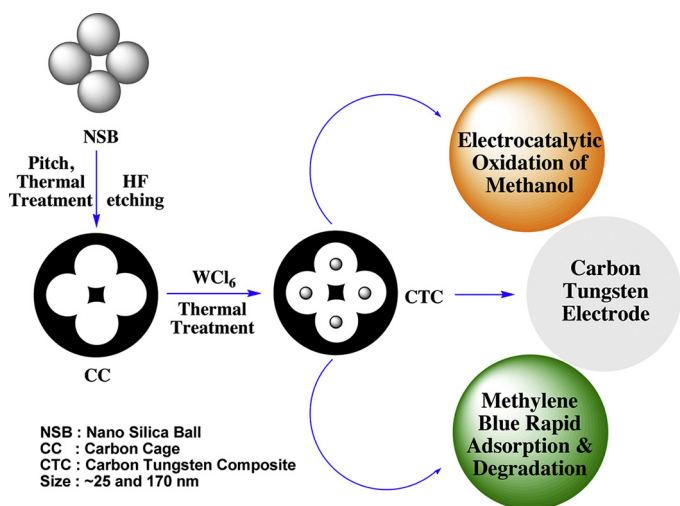 NSB
Pitch,
Thermal
Treatment
HF
etching
CC
WCl₆
Thermal
Treatment
CTC
Electrocatalytic
Oxidation of
Methanol
Carbon
Tungsten
Electrode
Methylene
Blue Rapid
Adsorption &
Degradation
NSB : Nano Silica Ball
CC : Carbon Cage
CTC : Carbon Tungsten Composite
Size : ~25 and 170 nm